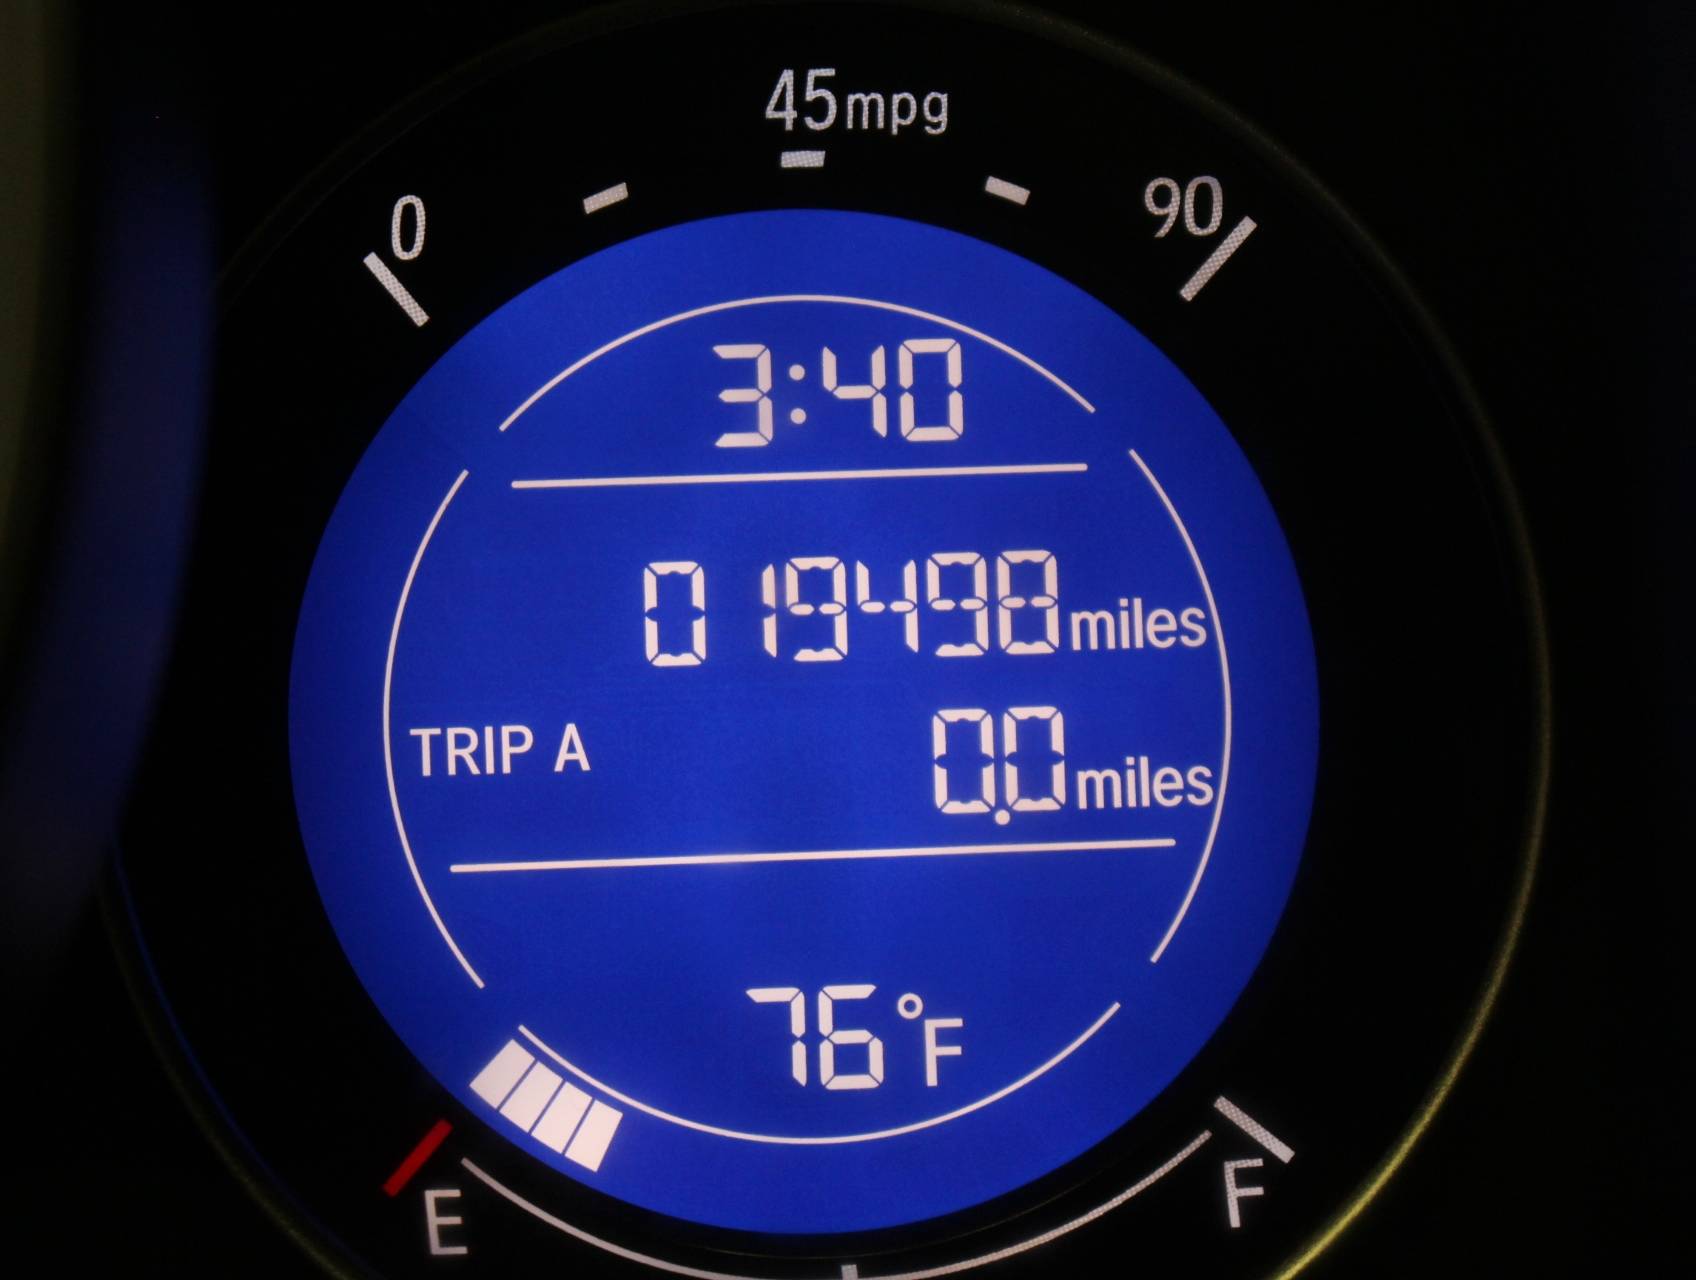 45mpg
0
90
3:40
019498miles
TRIP A 0.0miles
76°F
E
F